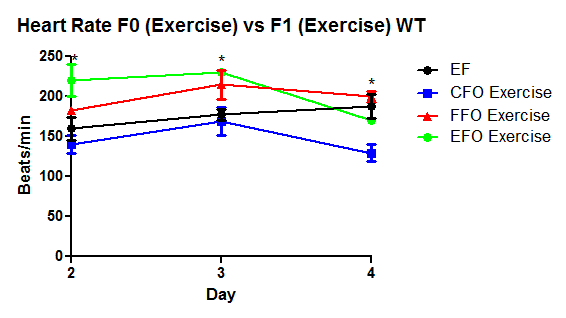 Heart Rate F0 (Exercise) vs F1 (Exercise) WT
250
200
150
100
50
0
Beats/min
* * *
2 3 4
Day
EF
CFO Exercise
FFO Exercise
EFO Exercise